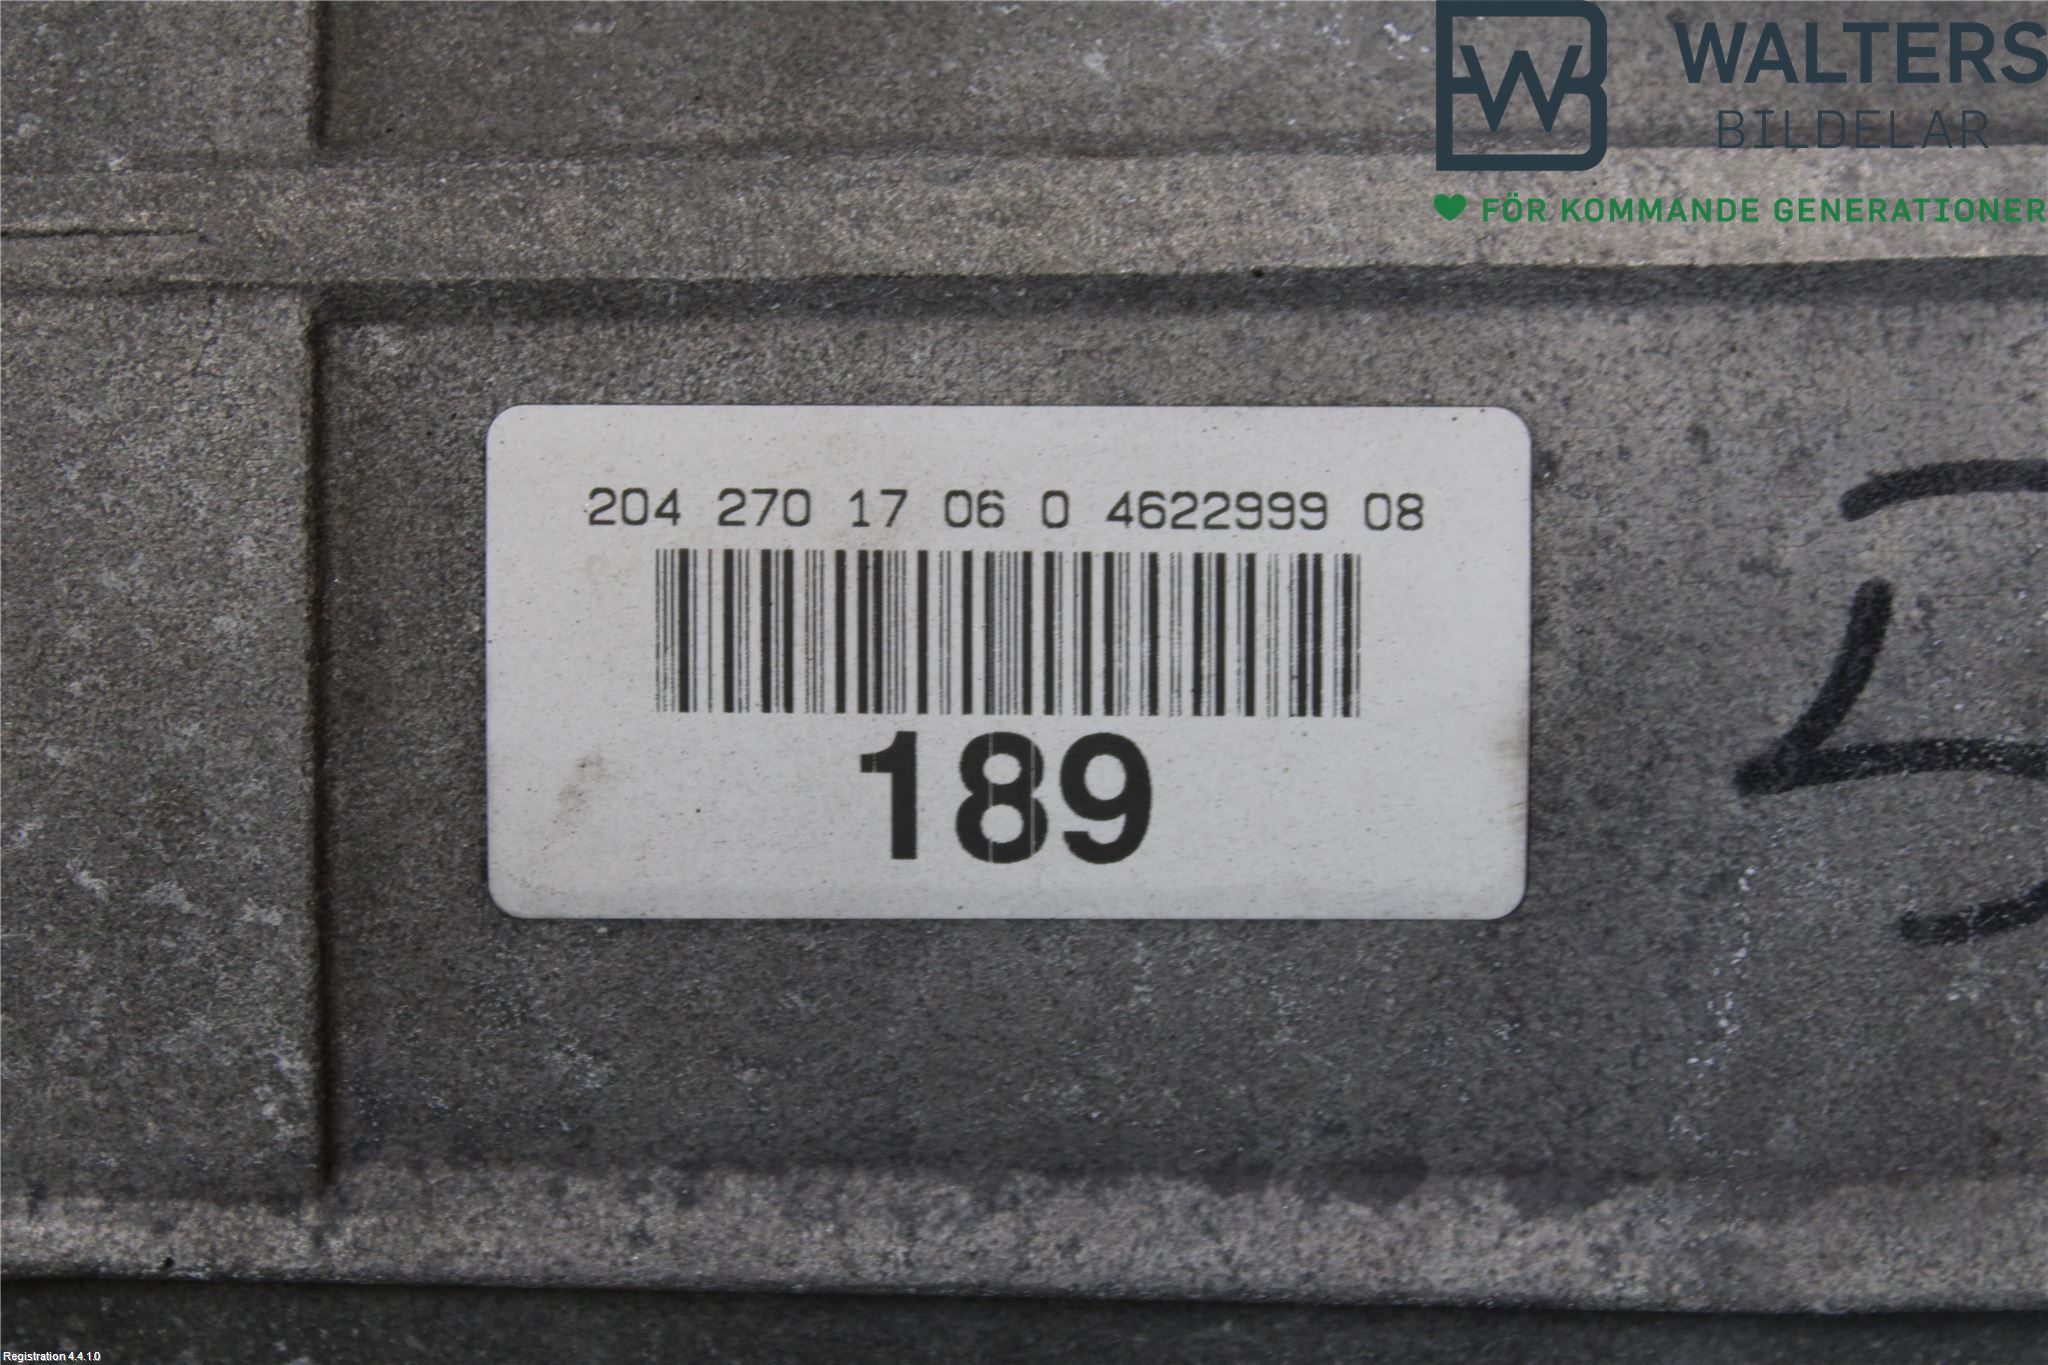 WALTERS
BILDELAR
FÖR KOMMANDE GENERATIONER
204 270 17 06 0 4622999 08
189
Registration 4.4.1.0